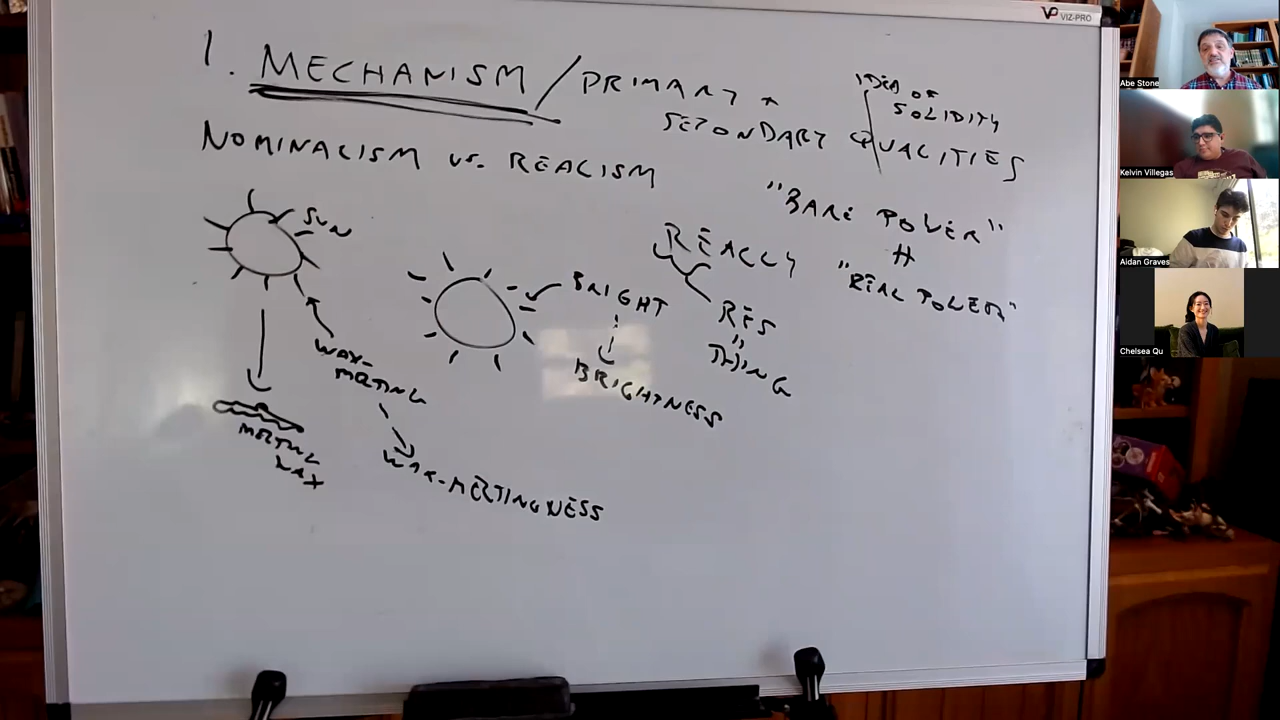 VP VIZ-PRO
1. MECHANISM / PRIMARY +
SECONDARY QUALITIES
IDEA OF
SOLIDITY
NOMINALISM vs. REALISM
"BARE POWER"
"REAL POWER"
SUN
REALLY
RES
"
THING
BRIGHT
BRIGHTNESS
WAX-
MELTING
WAX-MELTINGNESS
MELTING
WAX
Abe Stone
Kelvin Villegas
Aidan Graves
Chelsea Qu